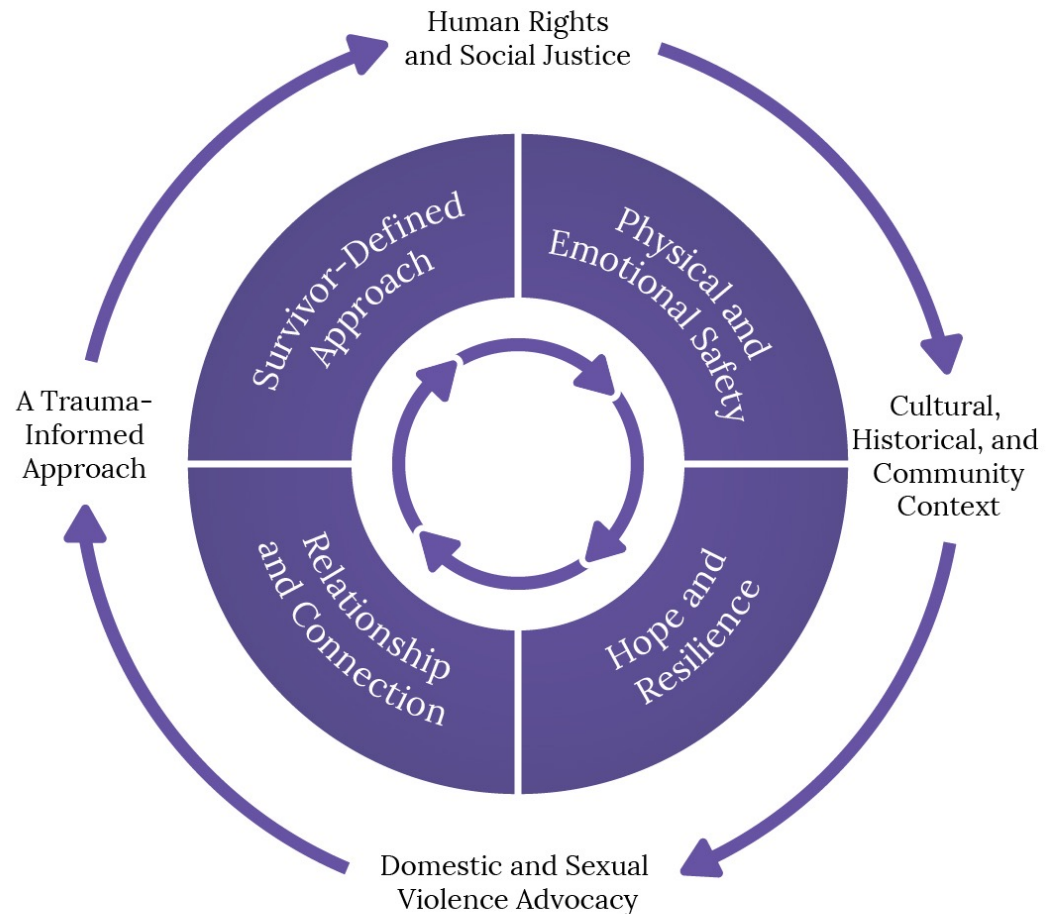 Human Rights
and Social Justice
Survivor-Defined
Approach
Physical and
Emotional Safety
A Trauma-
Informed
Approach
Cultural,
Historical, and
Community
Context
Relationship
and Connection
Hope and
Resilience
Domestic and Sexual
Violence Advocacy